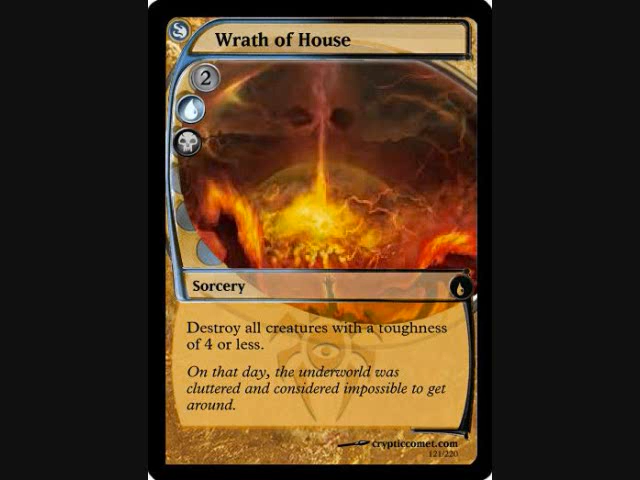 Wrath of House
2
Sorcery
Destroy all creatures with a toughness
of 4 or less.
On that day, the underworld was
cluttered and considered impossible to get
around.
crypticcomet.com
121/220